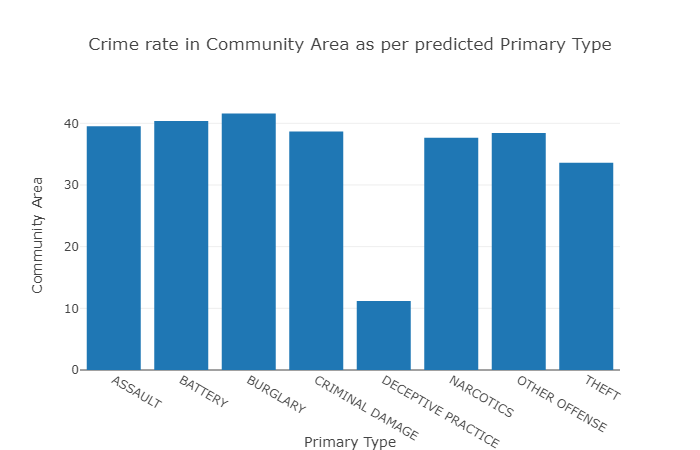 Crime rate in Community Area as per predicted Primary Type
Community Area
40
30
20
10
0
ASSAULT
BATTERY
BURGLARY
CRIMINAL DAMAGE
DECEPTIVE PRACTICE
NARCOTICS
OTHER OFFENSE
THEFT
Primary Type